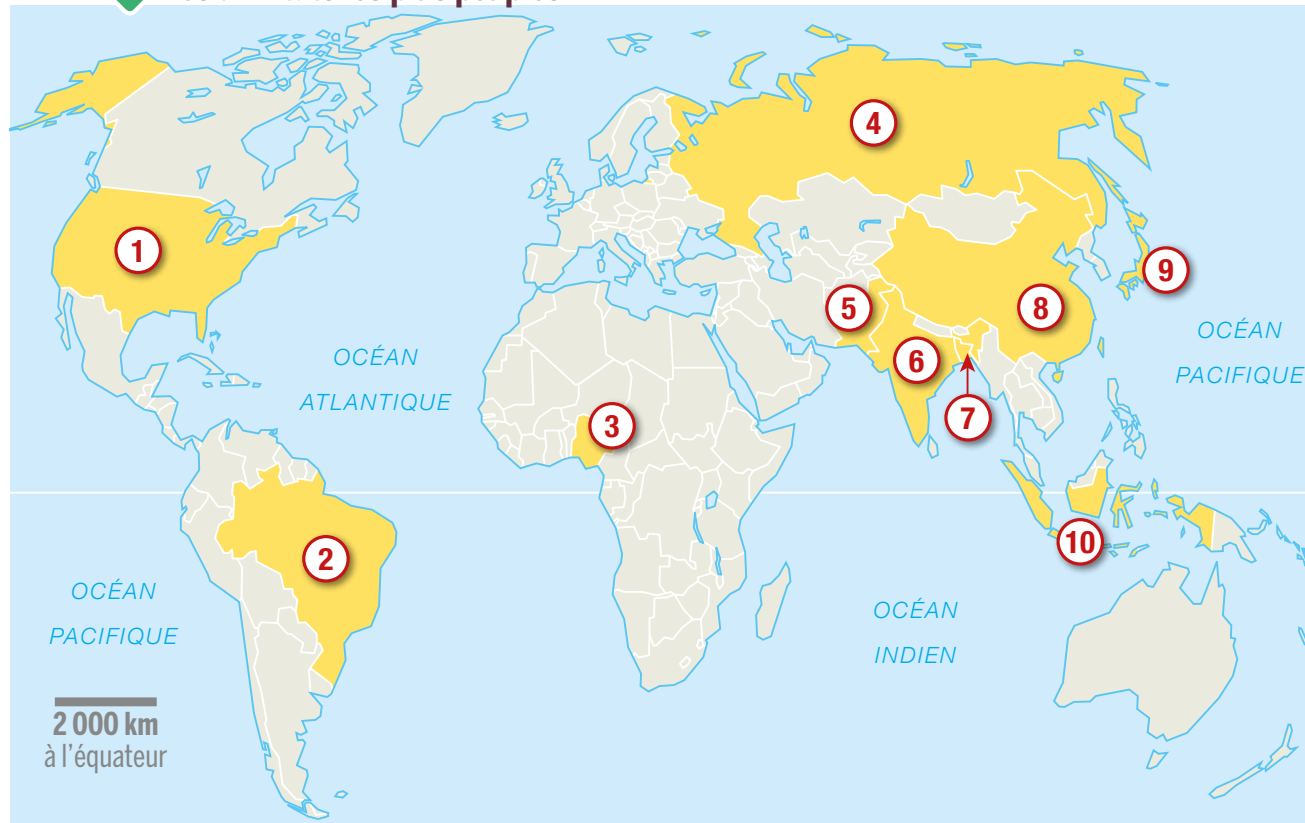 1
4
9
5
8
OCÉAN
PACIFIQUE
OCÉAN
ATLANTIQUE
6
7
3
2
10
OCÉAN
PACIFIQUE
OCÉAN
INDIEN
2 000 km
à l'équateur